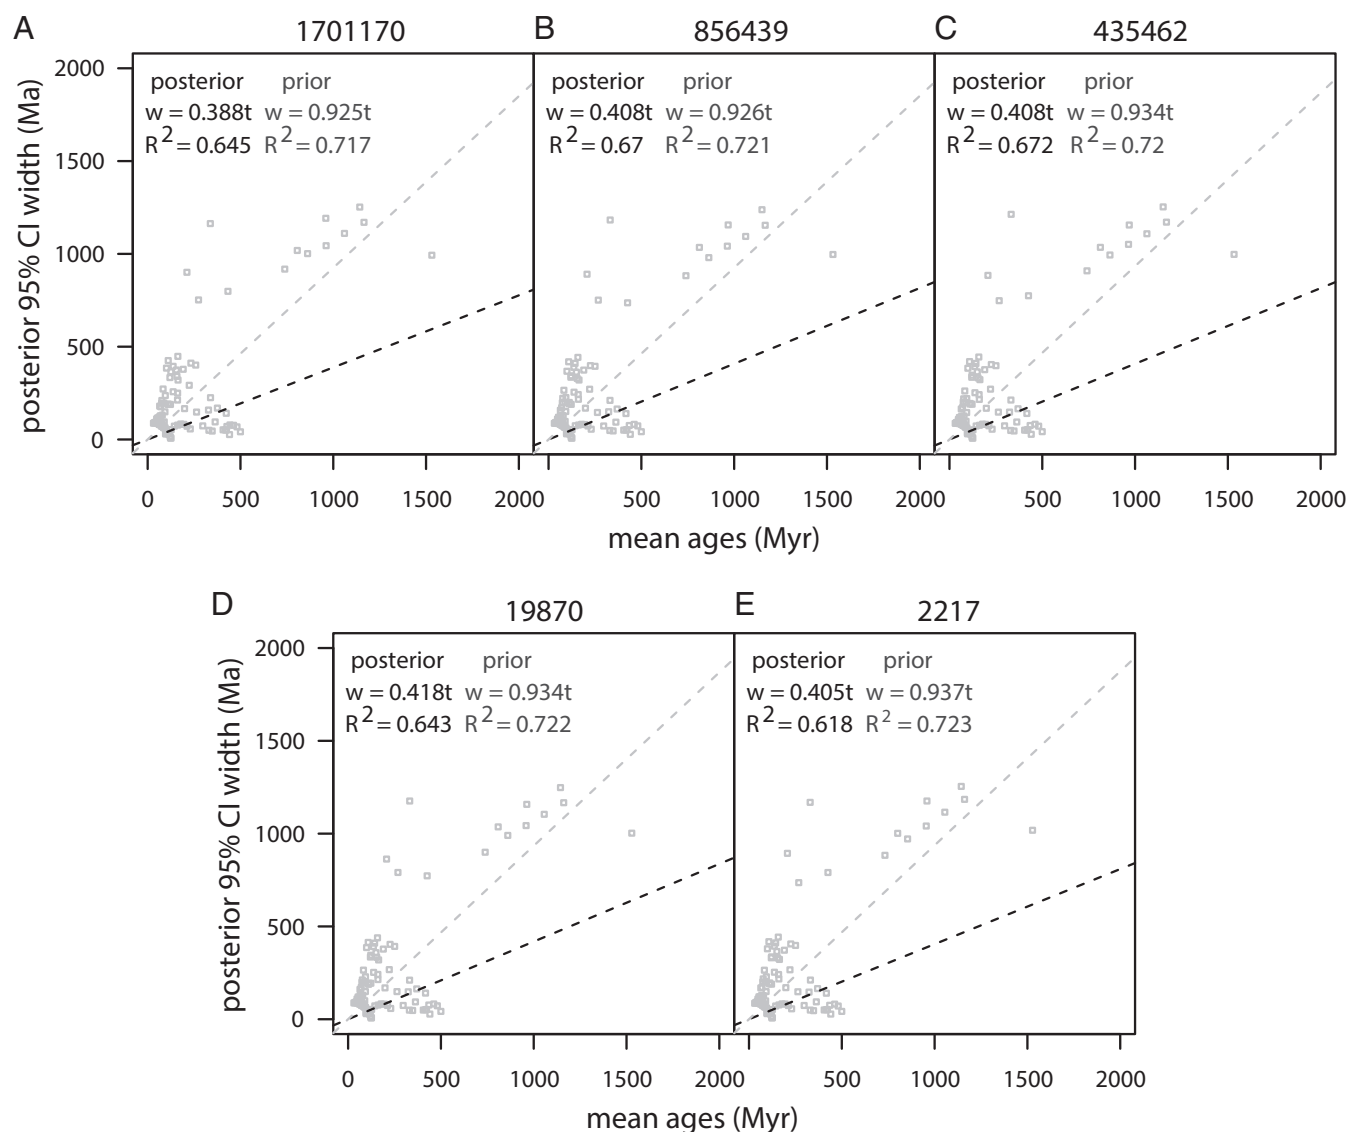 A 1701170 B 856439 C 435462
posterior prior posterior prior posterior prior
w = 0.388t w = 0.925t w = 0.408t w = 0.926t w = 0.408t w = 0.934t
R² = 0.645 R² = 0.717 R² = 0.67 R² = 0.721 R² = 0.672 R² = 0.72
posterior 95% CI width (Ma)
2000
1500
1000
500
0
0 500 1000 1500 2000 500 1000 1500 2000 500 1000 1500 2000
mean ages (Myr)
D 19870 E 2217
posterior prior posterior prior
w = 0.418t w = 0.934t w = 0.405t w = 0.937t
R² = 0.643 R² = 0.722 R² = 0.618 R² = 0.723
posterior 95% CI width (Ma)
2000
1500
1000
500
0
0 500 1000 1500 2000 500 1000 1500 2000
mean ages (Myr)